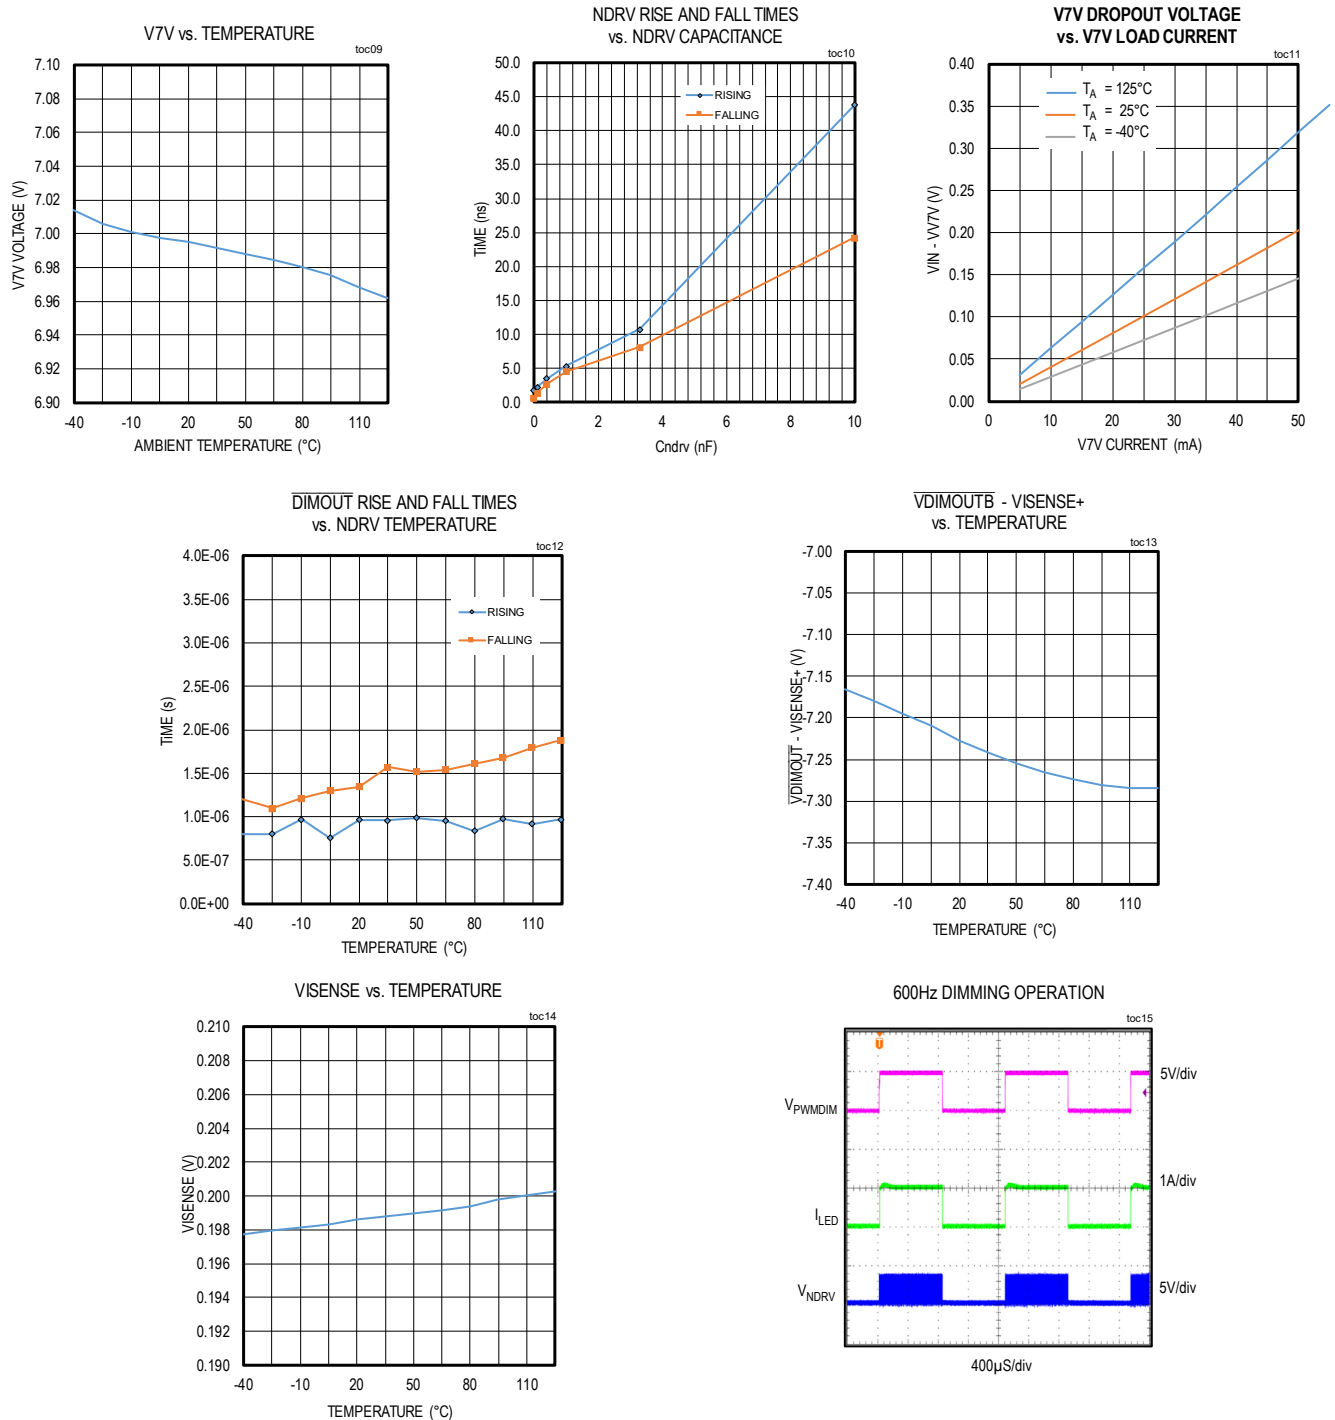 V7V vs. TEMPERATURE
toc09
7.10
7.08
7.06
7.04
7.02
7.00
6.98
6.96
6.94
6.92
6.90
V7V VOLTAGE (V)
-40 -10 20 50 80 110
AMBIENT TEMPERATURE (°C)
NDRV RISE AND FALL TIMES
vs. NDRV CAPACITANCE
toc10
50.0
45.0
40.0
35.0
30.0
25.0
20.0
15.0
10.0
5.0
0.0
TIME (ns)
RISING
FALLING
0 2 4 6 8 10
Cndrv (nF)
V7V DROPOUT VOLTAGE
vs. V7V LOAD CURRENT
toc11
0.40
0.35
0.30
0.25
0.20
0.15
0.10
0.05
0.00
VIN - VV7V (V)
TA = 125°C
TA = 25°C
TA = -40°C
0 10 20 30 40 50
V7V CURRENT (mA)
DIMOUT RISE AND FALL TIMES
vs. NDRV TEMPERATURE
toc12
4.0E-06
3.5E-06
3.0E-06
2.5E-06
2.0E-06
1.5E-06
1.0E-06
5.0E-07
0.0E+00
TiME (s)
RISING
FALLING
-40 -10 20 50 80 110
TEMPERATURE (°C)
VDIMOUTB - VISENSE+
vs. TEMPERATURE
toc13
-7.00
-7.05
-7.10
-7.15
-7.20
-7.25
-7.30
-7.35
-7.40
VDIMOUT - VISENSE+ (V)
-40 -10 20 50 80 110
TEMPERATURE (°C)
VISENSE vs. TEMPERATURE
toc14
0.210
0.208
0.206
0.204
0.202
0.200
0.198
0.196
0.194
0.192
0.190
VISENSE (V)
-40 -10 20 50 80 110
TEMPERATURE (°C)
600Hz DIMMING OPERATION
toc15
T
VPWMDIM
5V/div
ILED
1A/div
VNDRV
5V/div
400µS/div